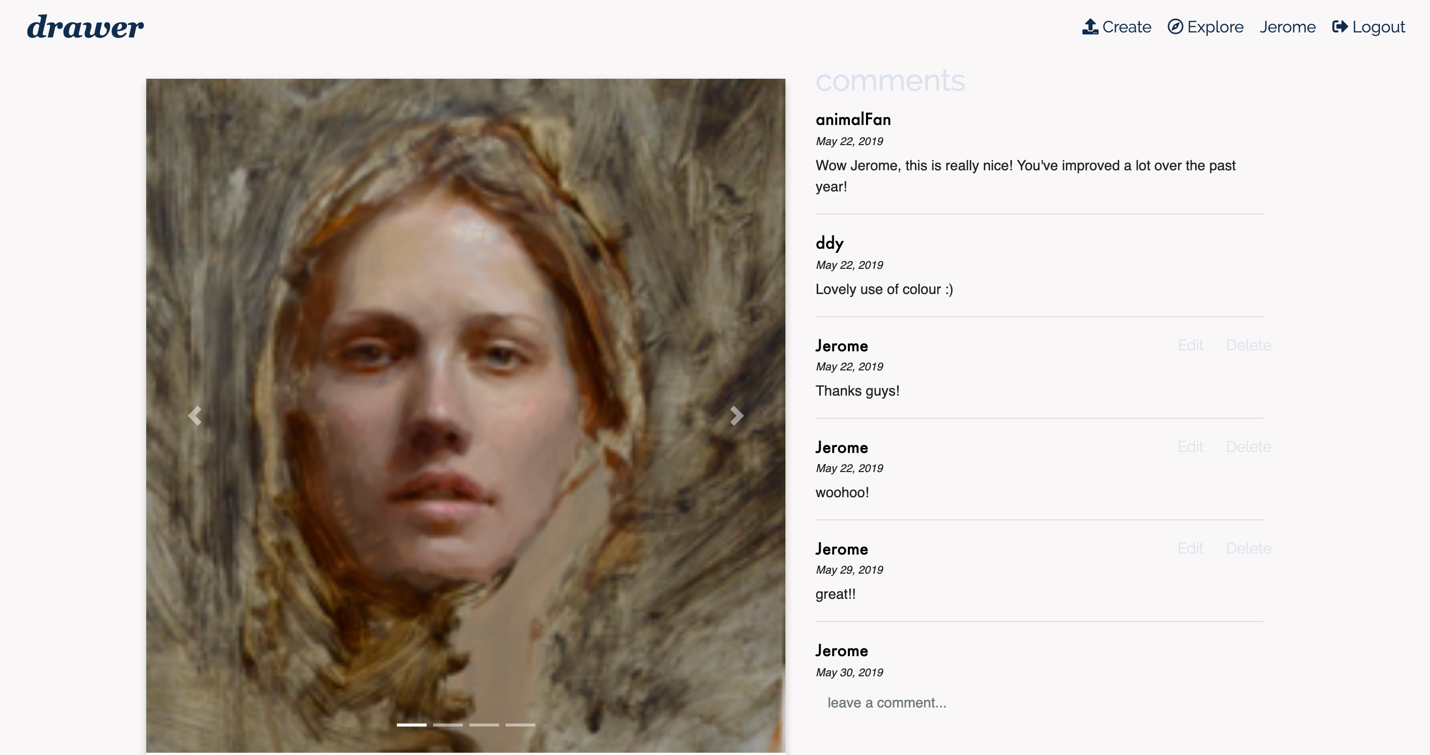 drawer
Create Explore Jerome Logout
comments
animalFan
May 22, 2019
Wow Jerome, this is really nice! You've improved a lot over the past
year!
ddy
May 22, 2019
Lovely use of colour :)
Jerome Edit Delete
May 22, 2019
Thanks guys!
Jerome Edit Delete
May 22, 2019
woohoo!
Jerome Edit Delete
May 29, 2019
great!!
Jerome
May 30, 2019
leave a comment...